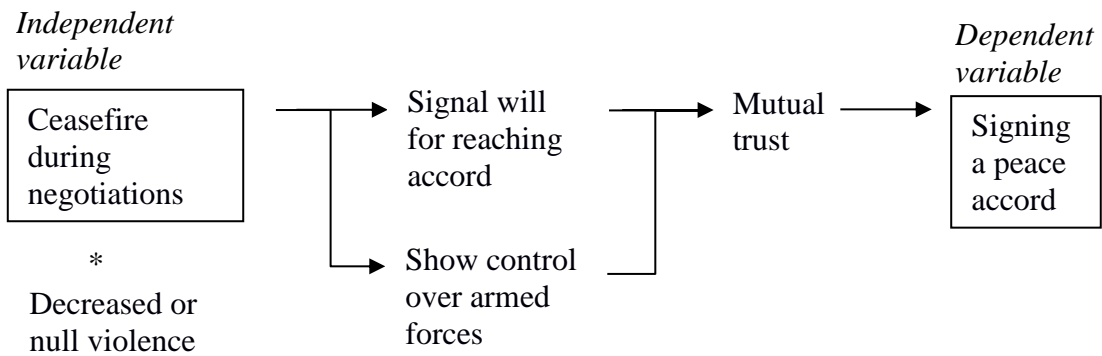 Independent
variable
Ceasefire
during
negotiations
*
Decreased or
null violence
Signal will
for reaching
accord
Show control
over armed
forces
Mutual
trust
Dependent
variable
Signing
a peace
accord